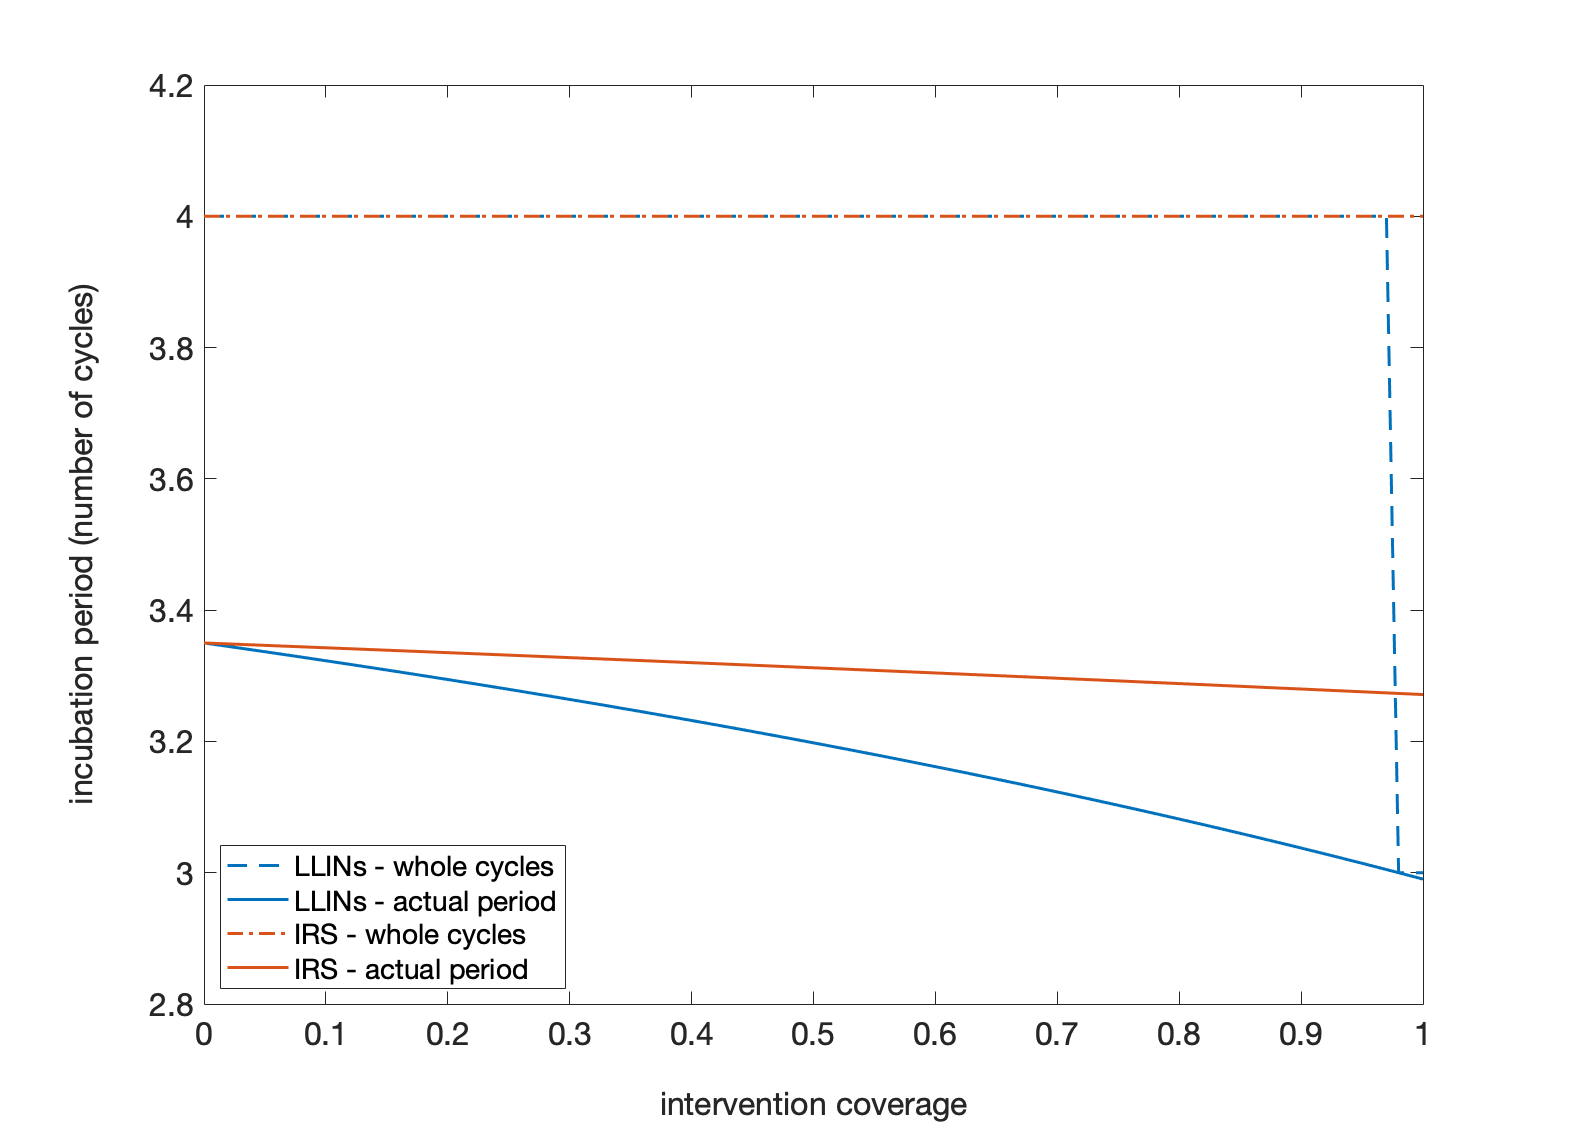 4.2
4
3.8
3.6
3.4
3.2
3
2.8
incubation period (number of cycles)
LLINs - whole cycles
LLINs - actual period
IRS - whole cycles
IRS - actual period
0 0.1 0.2 0.3 0.4 0.5 0.6 0.7 0.8 0.9 1
intervention coverage